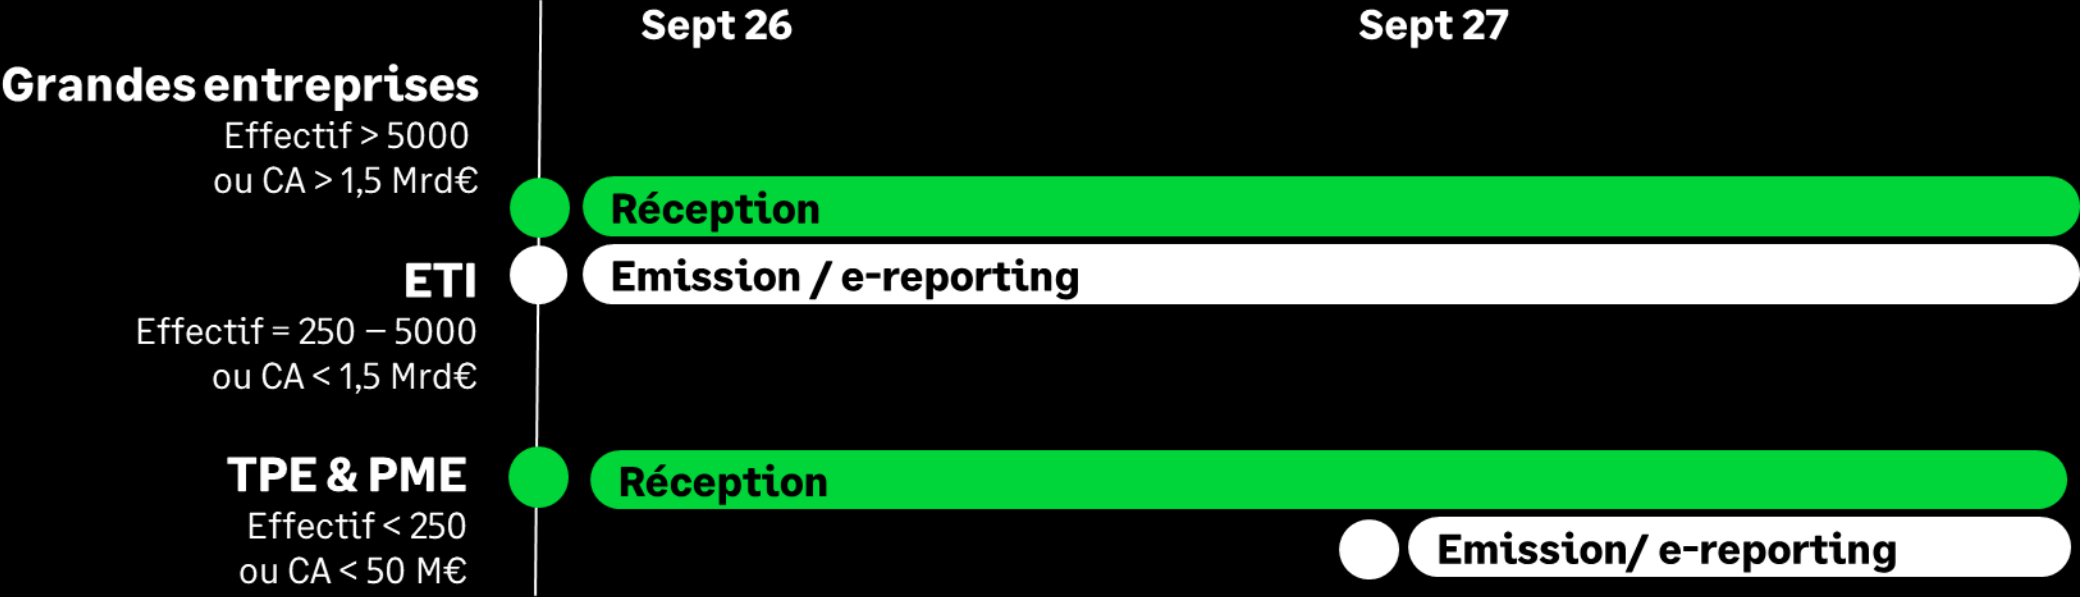 Sept 26
Sept 27
Grandes entreprises
Effectif > 5000
ou CA > 1,5 Mrd€
Réception
Emission / e-reporting
ETI
Effectif = 250 – 5000
ou CA < 1,5 Mrd€
TPE & PME
Effectif < 250
ou CA < 50 M€
Réception
Emission/ e-reporting